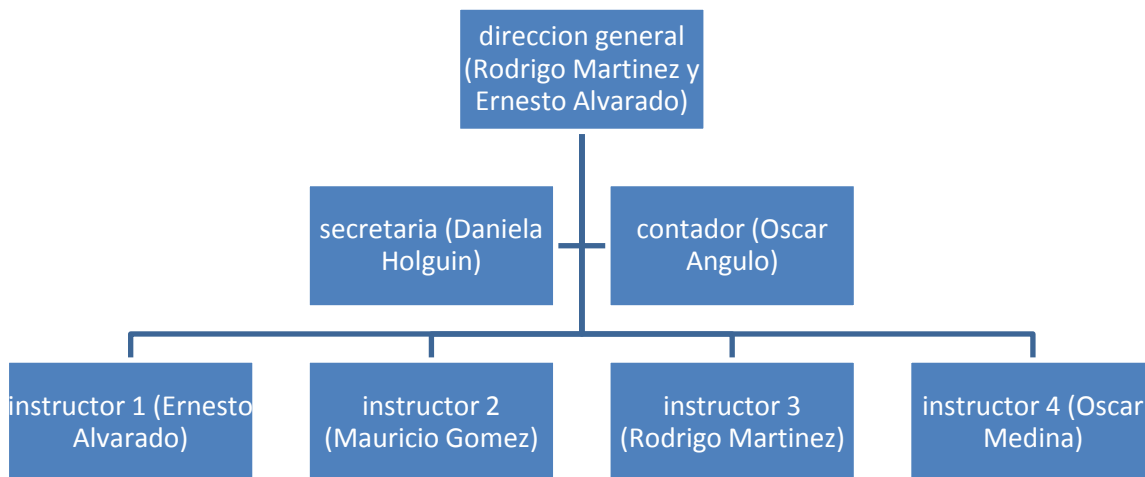 direccion general
(Rodrigo Martinez y
Ernesto Alvarado)
secretaria (Daniela
Holguin)
contador (Oscar
Angulo)
instructor 1 (Ernesto
Alvarado)
instructor 2
(Mauricio Gomez)
instructor 3
(Rodrigo Martinez)
instructor 4 (Oscar
Medina)